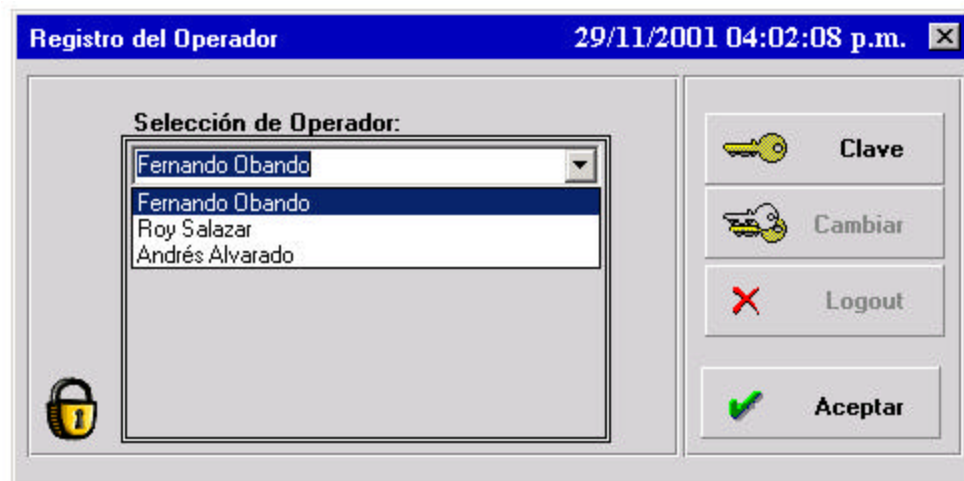 Registro del Operador 29/11/2001 04:02:08 p.m.
Selección de Operador:
Fernando Obando
Fernando Obando
Roy Salazar
Andrés Alvarado
Clave
Cambiar
Logout
Aceptar